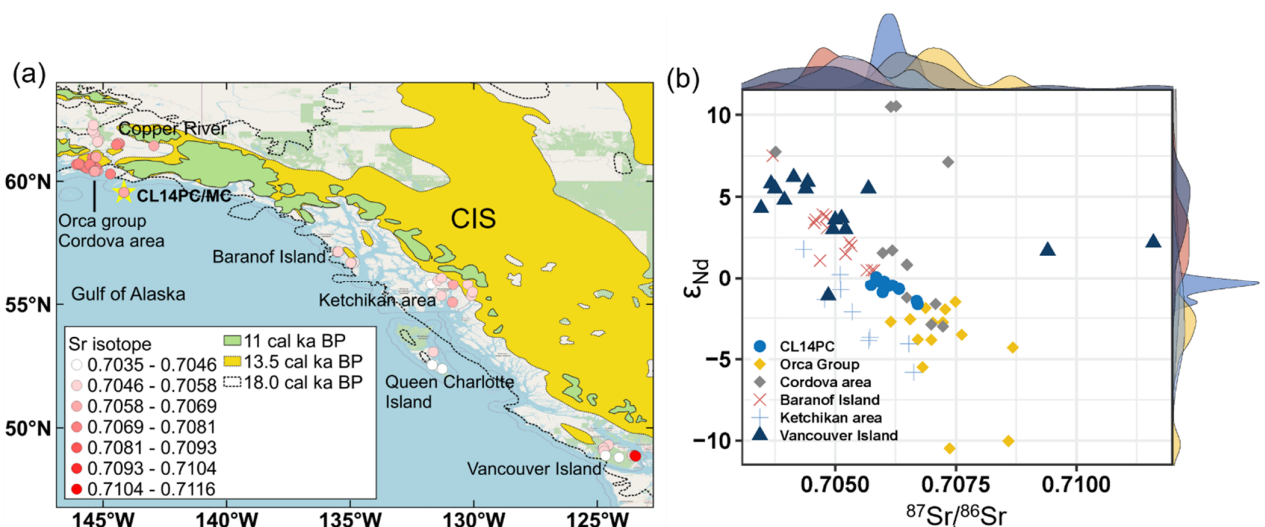 (a)
Copper River
60°N
CL14PC/MC
Orca group
Cordova area
CIS
Baranof Island
Gulf of Alaska
Ketchikan area
55°N
Sr isotope
0.7035 - 0.7046
0.7046 - 0.7058
0.7058 - 0.7069
0.7069 - 0.7081
0.7081 - 0.7093
0.7093 - 0.7104
0.7104 - 0.7116
11 cal ka BP
13.5 cal ka BP
18.0 cal ka BP
Queen Charlotte
Island
50°N
Vancouver Island
145°W
140°W
135°W
130°W
125°W
(b)
10
5
0
−5
−10
εNd
CL14PC
Orca Group
Cordova area
Baranof Island
Ketchikan area
Vancouver Island
0.7050
0.7075
0.7100
⁸⁷Sr/⁸⁶Sr